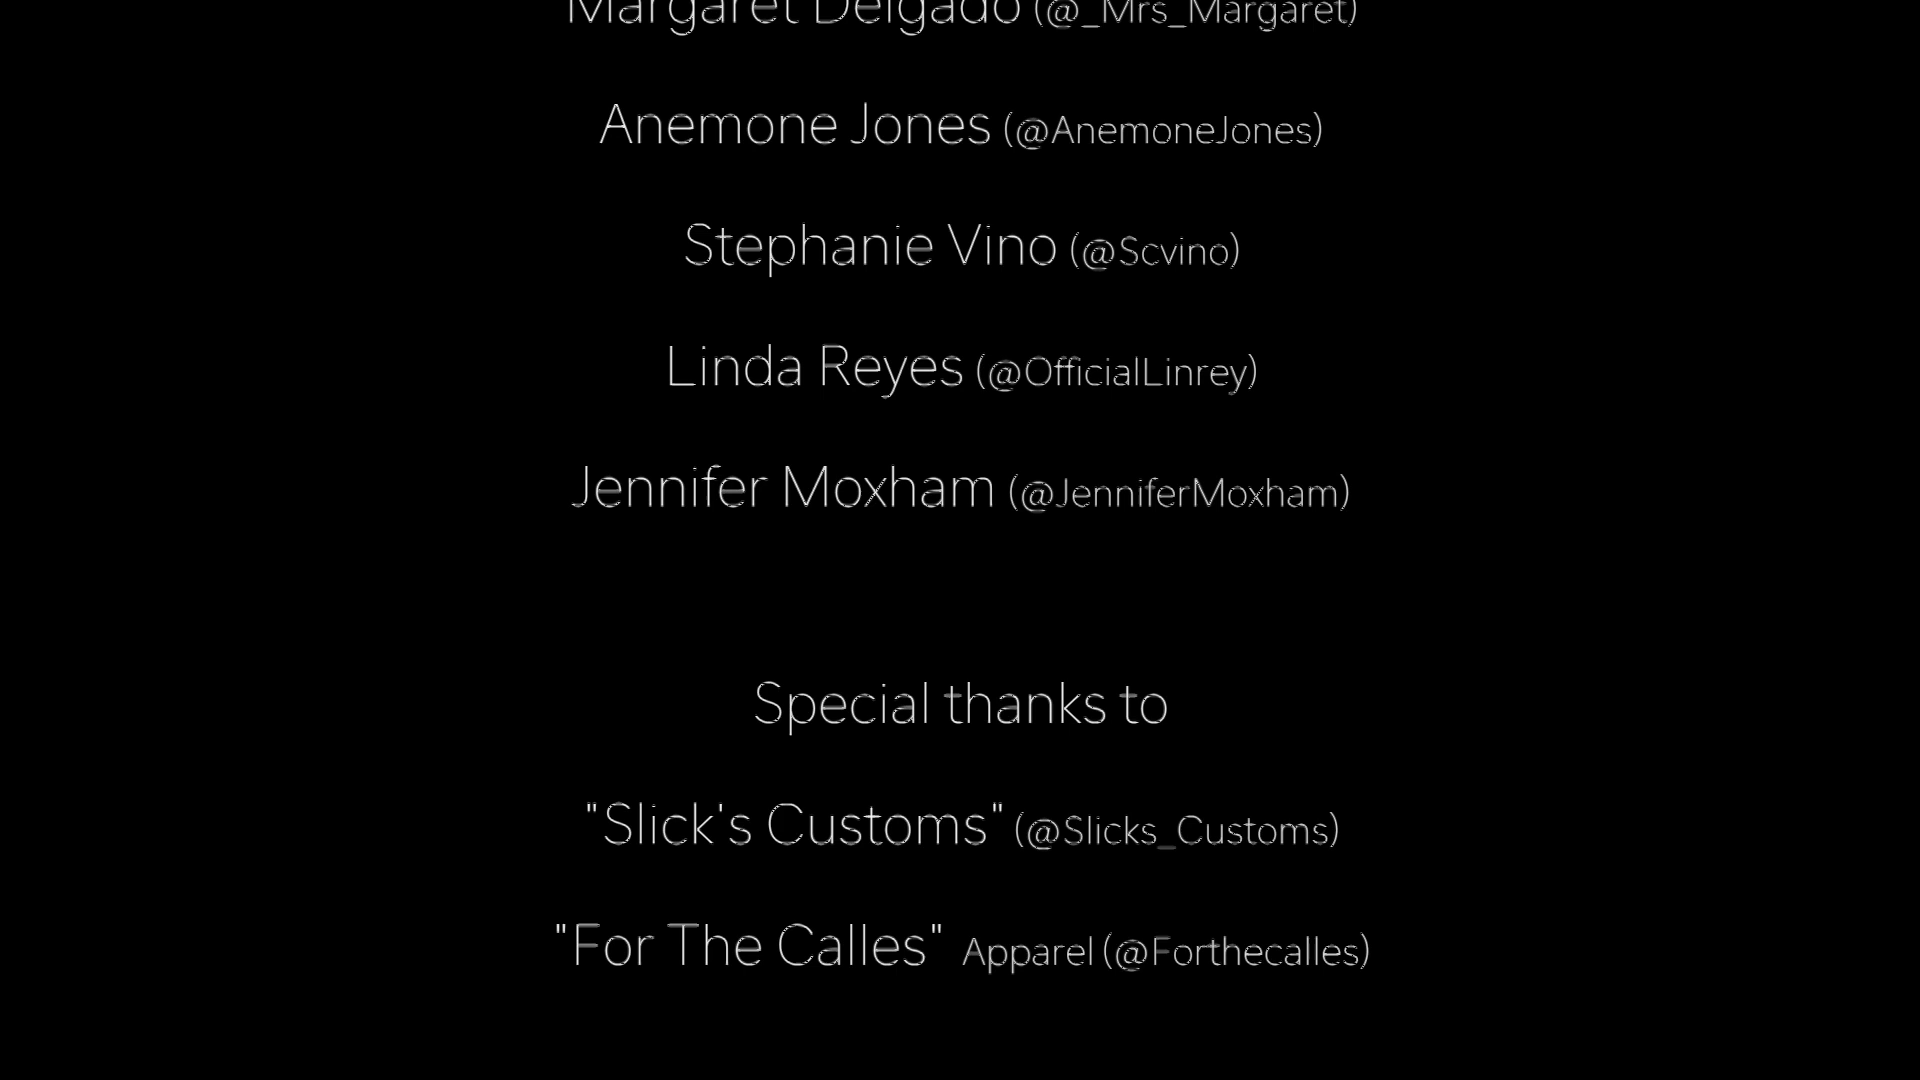 Margaret Delgado (@_Mrs_Margaret)
Anemone Jones (@AnemoneJones)
Stephanie Vino (@Scvino)
Linda Reyes (@OfficialLinrey)
Jennifer Moxham (@JenniferMoxham)
Special thanks to
"Slick's Customs" (@Slicks_Customs)
"For The Calles" Apparel (@Forthecalles)